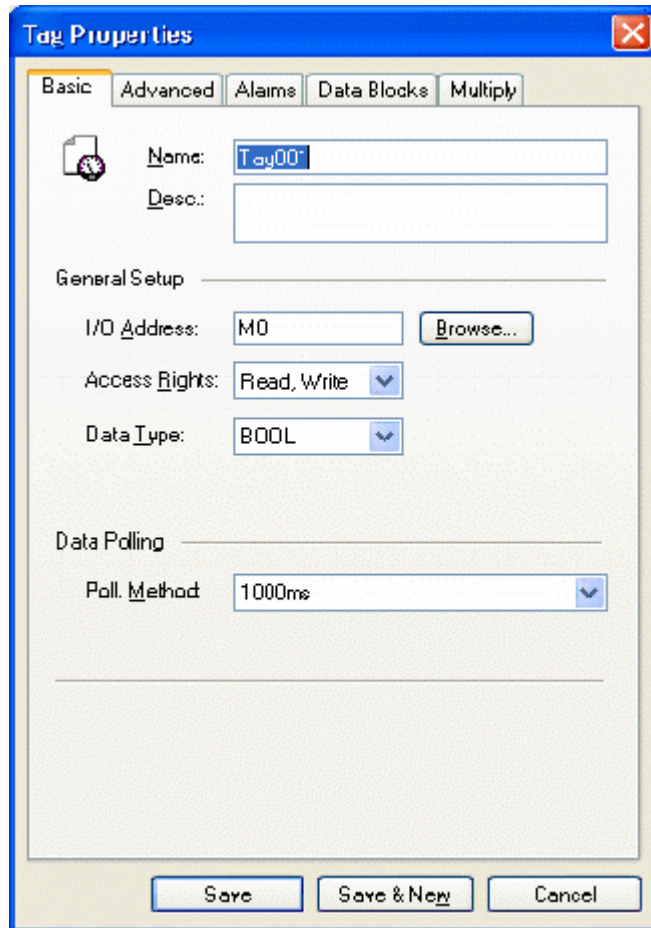 Tag Properties
Basic Advanced Alarms Data Blocks Multiply
Name:
Desc.:
General Setup
I/O Address: M0 Browse...
Access Rights: Read, Write
Data Type: BOOL
Data Polling
Poll. Method 1000ms
Save Save & New Cancel